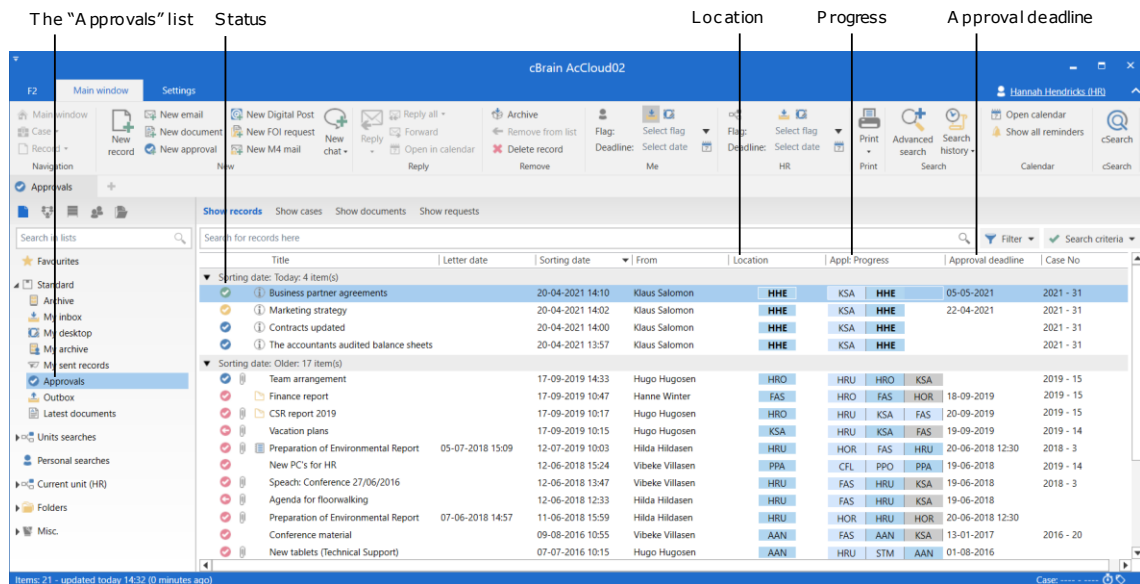 The “Approvals” list Status Location Progress Approval deadline
cBrain AcCloud02
F2 Main window Settings Hannah Hendricks (HR)
Main window New email New Digital Post Reply all Archive Select flag Select flag Open calendar
Case New document New FOI request Forward Remove from list Flag: Flag: Show all reminders
Record New record New approval New M4 mail New chat Reply Open in calendar Delete record Deadline: Select date Deadline: Select date Print Advanced search Search history cSearch
Navigation New Reply Remove Me HR Print Search Calendar cSearch
Approvals
Show records Show cases Show documents Show requests
Search in lists Search for records here Filter Search criteria
Title Letter date Sorting date From Location Appl: Progress Approval deadline Case No
Favourites
Standard
Archive
My inbox
My desktop
My archive
My sent records
Approvals
Outbox
Latest documents
Units searches
Personal searches
Current unit (HR)
Folders
Misc.
Sorting date: Today: 4 item(s)
Business partner agreements 20-04-2021 14:10 Klaus Salomon HHE KSA HHE 05-05-2021 2021 - 31
Marketing strategy 20-04-2021 14:02 Klaus Salomon HHE KSA HHE 22-04-2021 2021 - 31
Contracts updated 20-04-2021 14:00 Klaus Salomon HHE KSA HHE 2021 - 31
The accountants audited balance sheets 20-04-2021 13:57 Klaus Salomon HHE KSA HHE 2021 - 31
Sorting date: Older: 17 item(s)
Team arrangement 17-09-2019 14:33 Hugo Hugosen HRO HRU HRO KSA 2019 - 15
Finance report 17-09-2019 10:47 Hanne Winter FAS HRO FAS HOR 18-09-2019 2019 - 15
CSR report 2019 17-09-2019 10:17 Hugo Hugosen HRO HRU KSA FAS 20-09-2019 2019 - 15
Vacation plans 17-09-2019 10:15 Hugo Hugosen KSA HRU KSA FAS 19-09-2019 2019 - 14
Preparation of Environmental Report 05-07-2018 15:09 12-07-2019 10:03 Hilda Hildasen HRU HOR FAS HRU 20-06-2018 12:30 2018 - 3
New PC's for HR 12-06-2018 15:24 Vibeke Villasen PPA CFL PPO PPA 19-06-2018 2019 - 14
Speach: Conference 27/06/2016 12-06-2018 13:47 Vibeke Villasen HRU FAS HRU KSA 19-06-2018 2018 - 3
Agenda for floorwalking 12-06-2018 12:33 Hilda Hildasen HRU FAS HRU KSA 19-06-2018
Preparation of Environmental Report 07-06-2018 14:57 11-06-2018 15:59 Hilda Hildasen HRU HOR HRU HOR 20-06-2018 12:30
Conference material 09-08-2016 10:55 Vibeke Villasen AAN FAS AAN KSA 13-01-2017 2016 - 20
New tablets (Technical Support) 07-07-2016 10:15 Hugo Hugosen AAN HRU STM AAN 01-08-2016
Items: 21 - updated today 14:32 (0 minutes ago) Case: ---- - ----